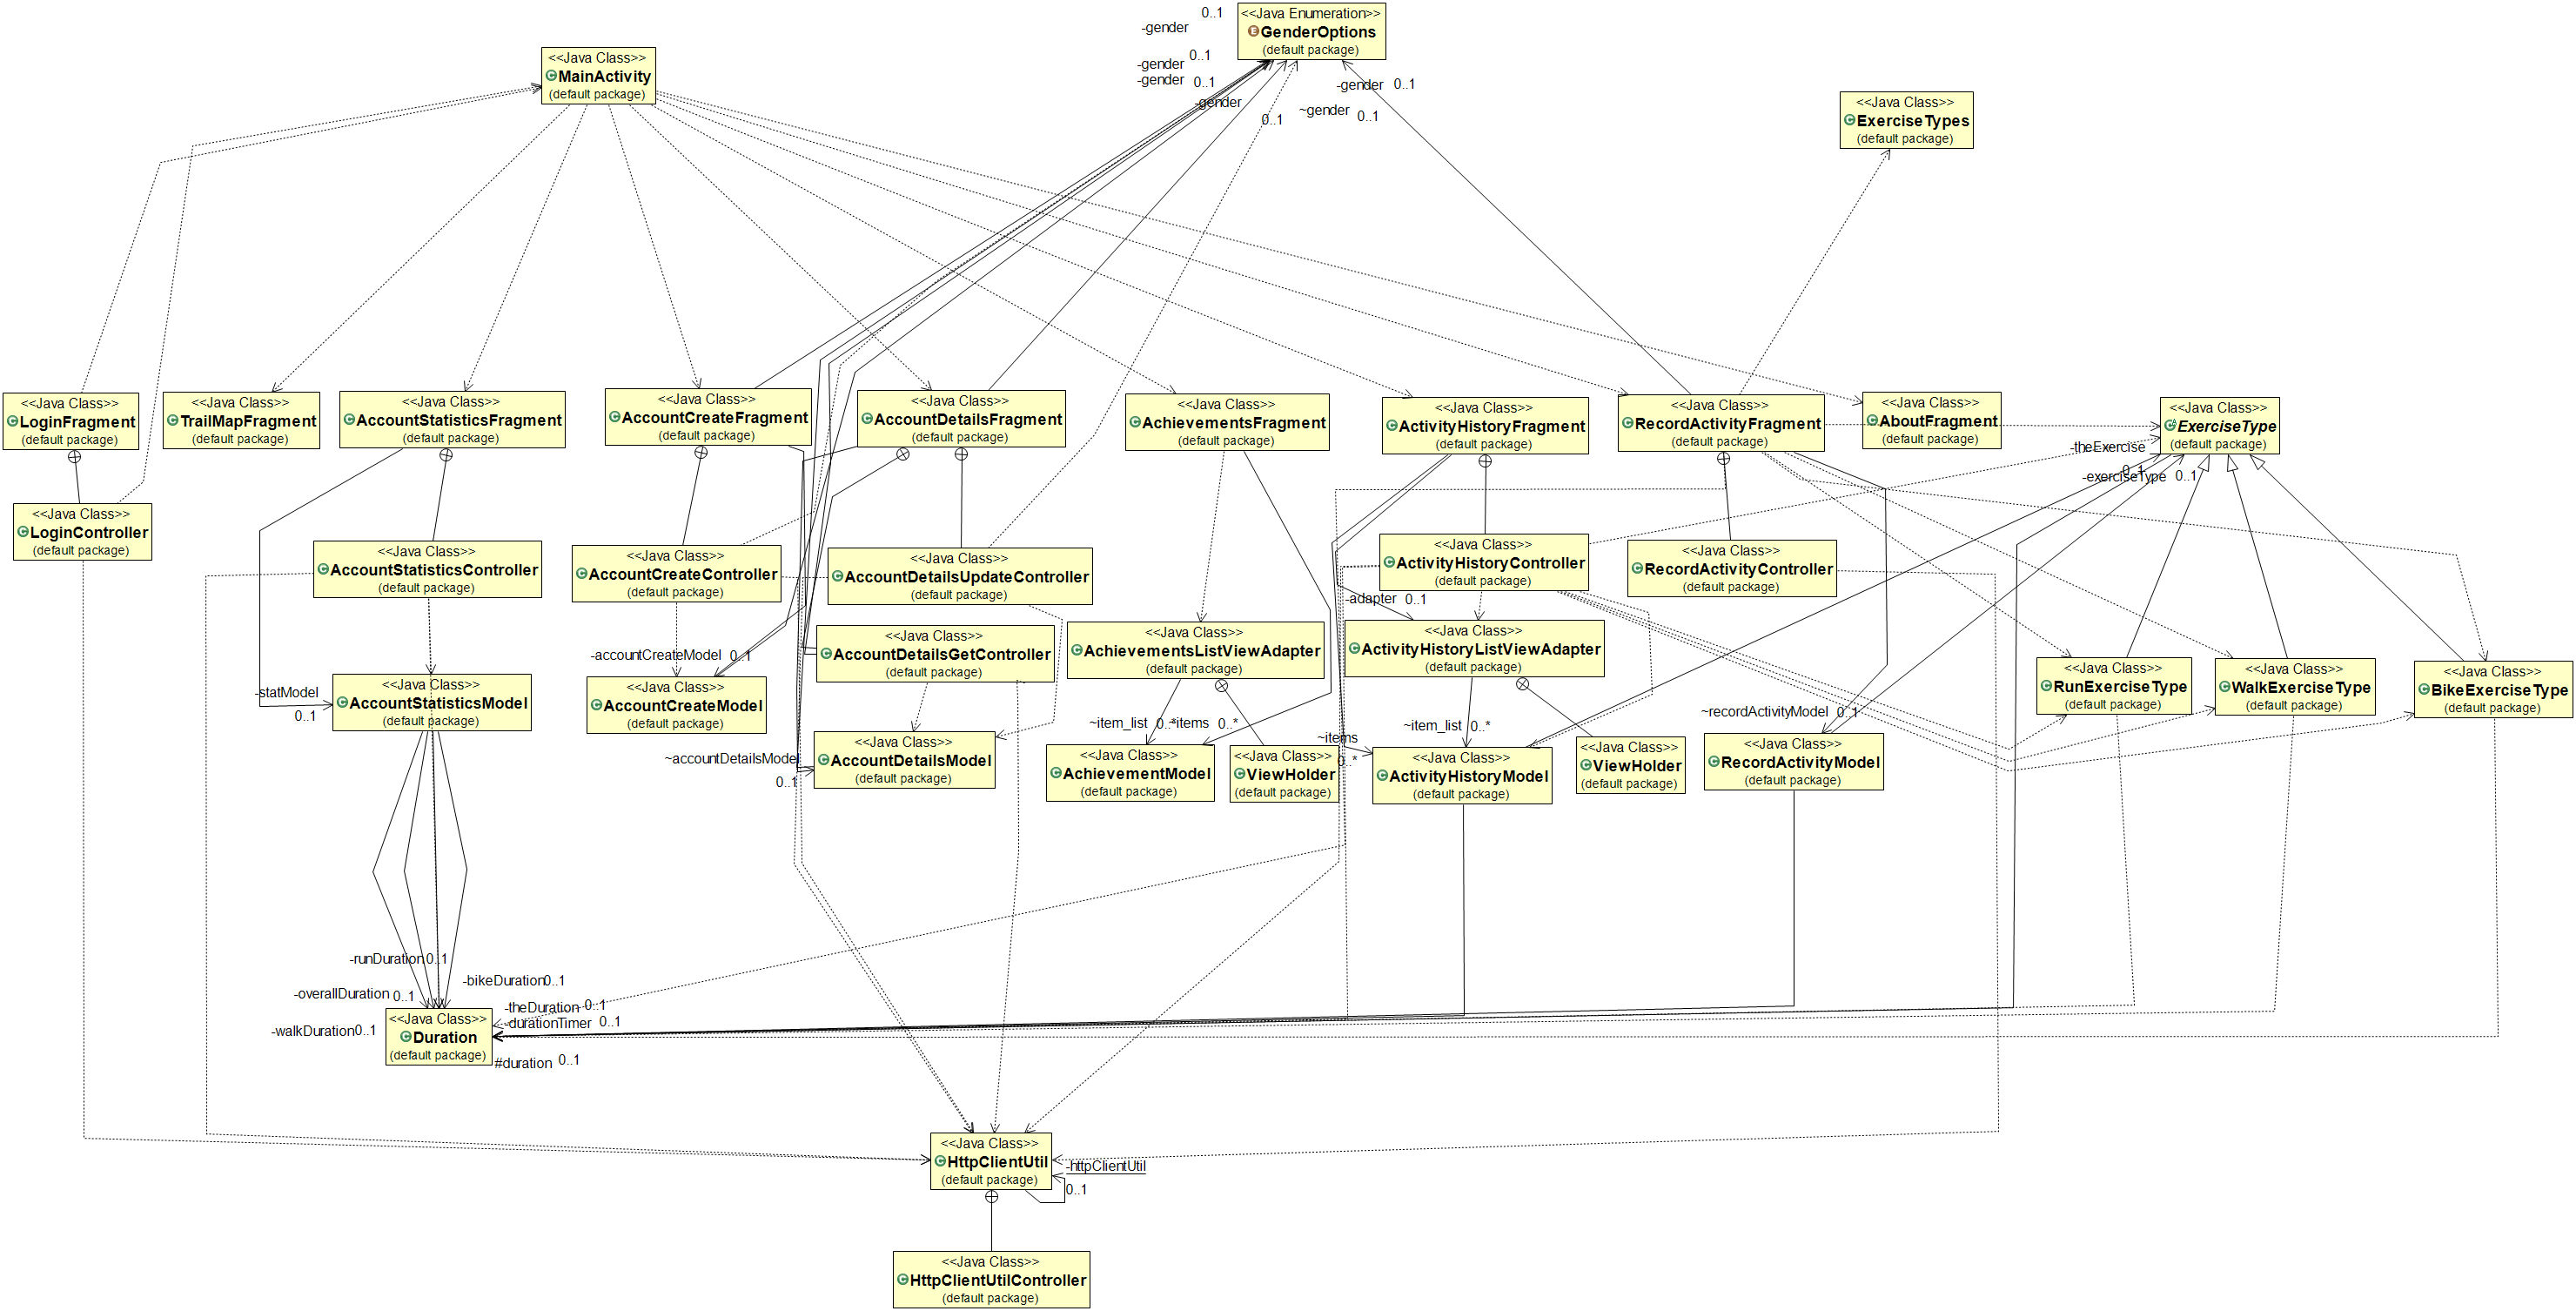 <<Java Enumeration>>
GenderOptions
(default package)
0..1
-gender
0..1
-gender
-gender
0..1
-gender
0..1
-gender
0..1
~gender
0..1
<<Java Class>>
MainActivity
(default package)
<<Java Class>>
ExerciseTypes
(default package)
<<Java Class>>
LoginFragment
(default package)
<<Java Class>>
TrailMapFragment
(default package)
<<Java Class>>
AccountStatisticsFragment
(default package)
<<Java Class>>
AccountCreateFragment
(default package)
<<Java Class>>
AccountDetailsFragment
(default package)
<<Java Class>>
AchievementsFragment
(default package)
<<Java Class>>
ActivityHistoryFragment
(default package)
<<Java Class>>
RecordActivityFragment
(default package)
<<Java Class>>
AboutFragment
(default package)
<<Java Class>>
ExerciseType
(default package)
-theExercise
0..1
-exerciseType
0..1
<<Java Class>>
LoginController
(default package)
<<Java Class>>
AccountStatisticsController
(default package)
<<Java Class>>
AccountCreateController
(default package)
<<Java Class>>
AccountDetailsUpdateController
(default package)
<<Java Class>>
ActivityHistoryController
(default package)
<<Java Class>>
RecordActivityController
(default package)
-adapter
0..1
<<Java Class>>
AccountDetailsGetController
(default package)
<<Java Class>>
AchievementsListViewAdapter
(default package)
<<Java Class>>
ActivityHistoryListViewAdapter
(default package)
-accountCreateModel
0..1
<<Java Class>>
RunExerciseType
(default package)
<<Java Class>>
WalkExerciseType
(default package)
<<Java Class>>
BikeExerciseType
(default package)
-statModel
0..1
<<Java Class>>
AccountStatisticsModel
(default package)
<<Java Class>>
AccountCreateModel
(default package)
~item_list
0..*
~items
0..*
~items
0..*
~item_list
0..*
~recordActivityModel
0..1
~accountDetailsModel
0..1
<<Java Class>>
AccountDetailsModel
(default package)
<<Java Class>>
AchievementModel
(default package)
<<Java Class>>
ViewHolder
(default package)
<<Java Class>>
ActivityHistoryModel
(default package)
<<Java Class>>
ViewHolder
(default package)
<<Java Class>>
RecordActivityModel
(default package)
-runDuration
0..1
-bikeDuration
0..1
-overallDuration
0..1
-theDuration
0..1
-durationTimer
0..1
-walkDuration
0..1
<<Java Class>>
Duration
(default package)
#duration
0..1
<<Java Class>>
HttpClientUtil
(default package)
-httpClientUtil
0..1
<<Java Class>>
HttpClientUtilController
(default package)